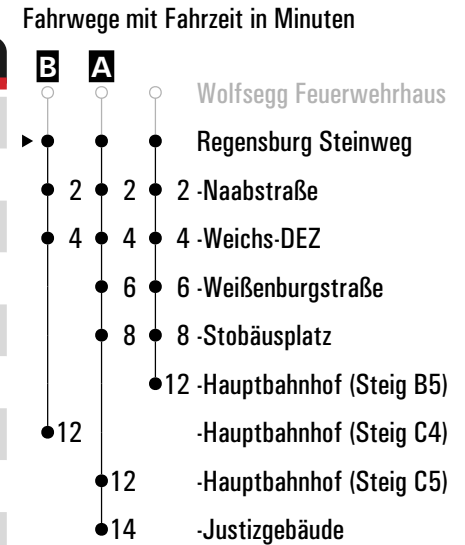 Fahrwege mit Fahrzeit in Minuten
B A
Wolfsegg Feuerwehrhaus
Regensburg Steinweg
2 2 2 -Naabstraße
4 4 4 -Weichs-DEZ
6 6 -Weißenburgstraße
8 8 -Stobäusplatz
12 -Hauptbahnhof (Steig B5)
12 -Hauptbahnhof (Steig C4)
12 -Hauptbahnhof (Steig C5)
14 -Justizgebäude